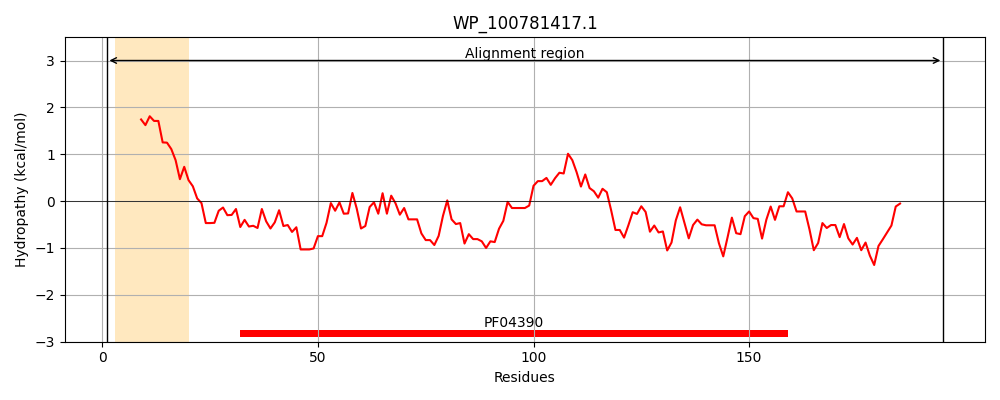 WP_100781417.1
Alignment region
Hydropathy (kcal/mol)
3
2
1
0
−1
−2
−3
PF04390
0 50 100 150
Residues